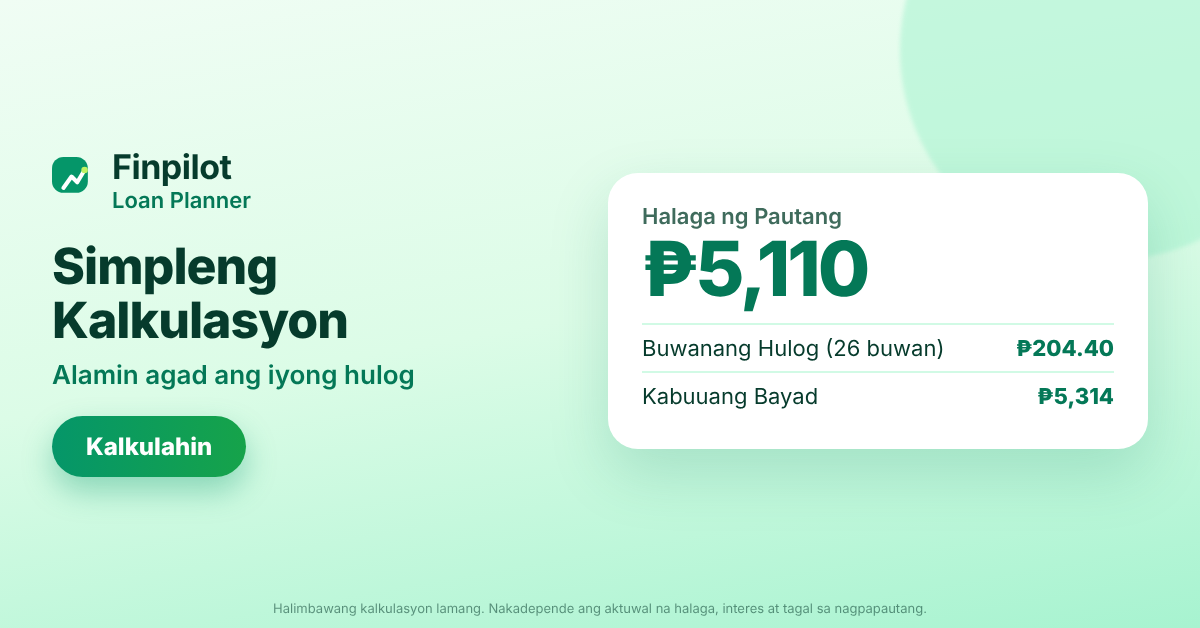 Finpilot
Loan Planner
Simpleng
Kalkulasyon
Alamin agad ang iyong hulog
Kalkulahin
Halaga ng Pautang
₱5,110
Buwanang Hulog (26 buwan) ₱204.40
Kabuuang Bayad ₱5,314
Halimbawang kalkulasyon lamang. Nakadepende ang aktuwal na halaga, interes at tagal sa nagpapautang.